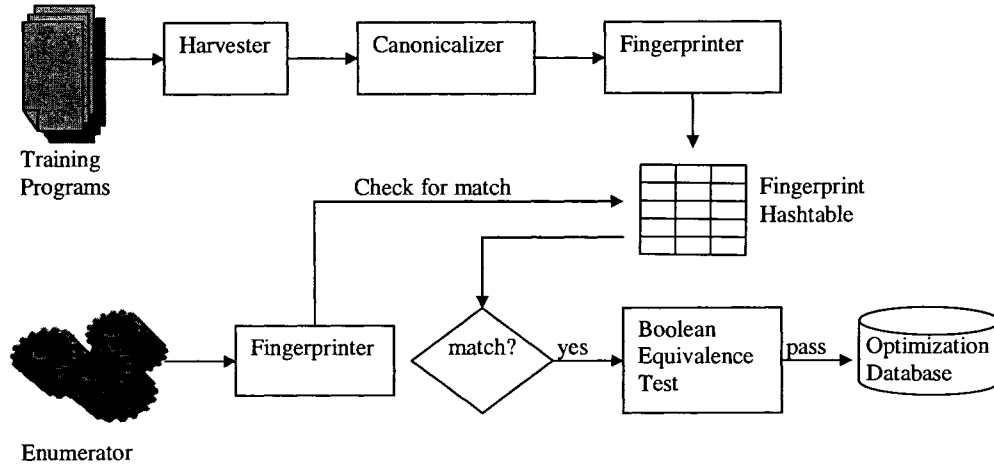 Harvester
Canonicalizer
Fingerprinter
Training
Programs
Check for match
Fingerprint
Hashtable
Fingerprinter
match?
yes
Boolean
Equivalence
Test
pass
Optimization
Database
Enumerator